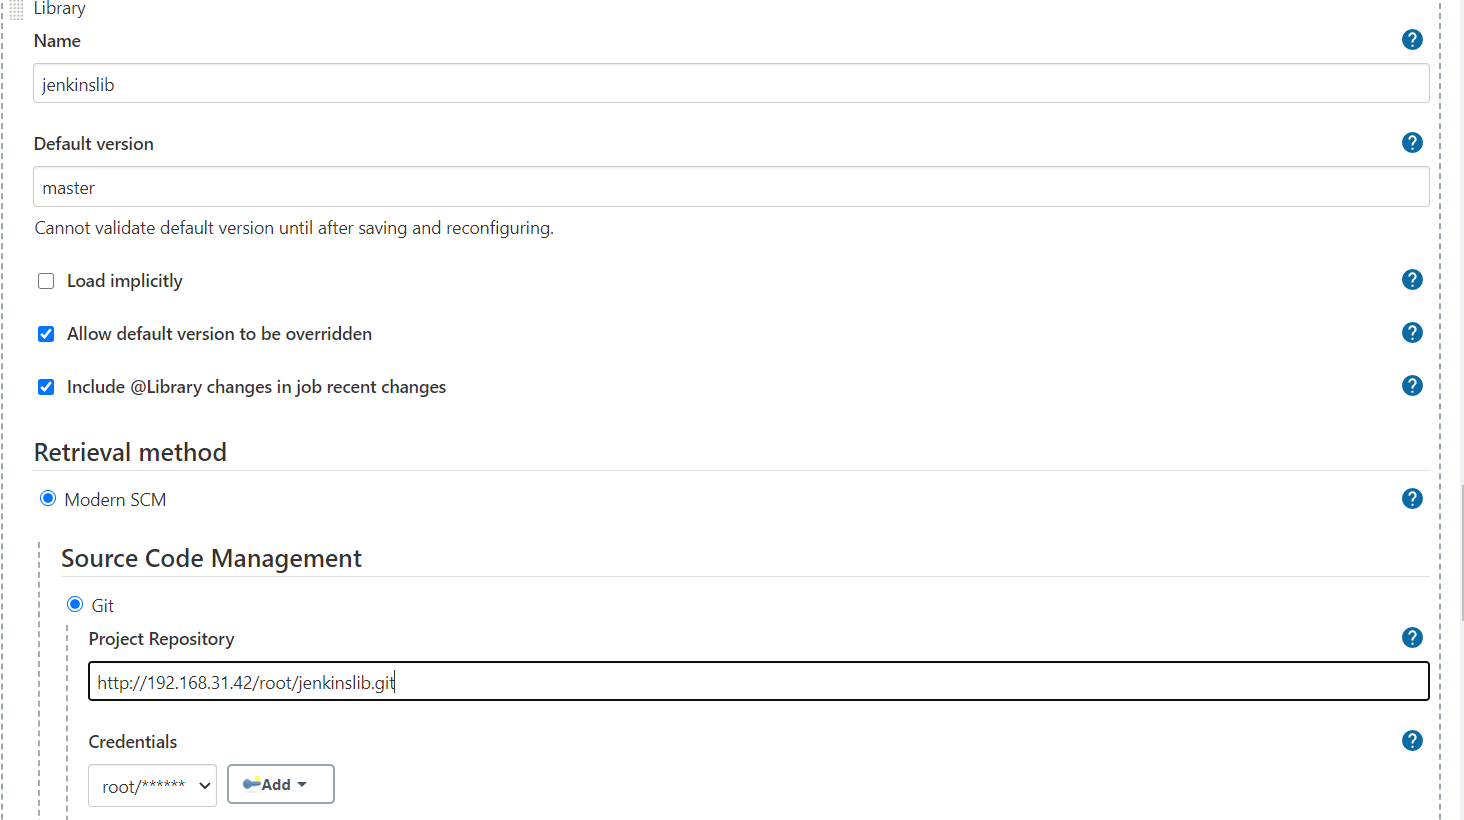 Library
Name
?
jenkinslib
Default version
?
master
Cannot validate default version until after saving and reconfiguring.
Load implicitly
?
Allow default version to be overridden
?
Include @Library changes in job recent changes
?
Retrieval method
Modern SCM
?
Source Code Management
Git
Project Repository
?
http://192.168.31.42/root/jenkinslib.git
Credentials
?
root/******
Add